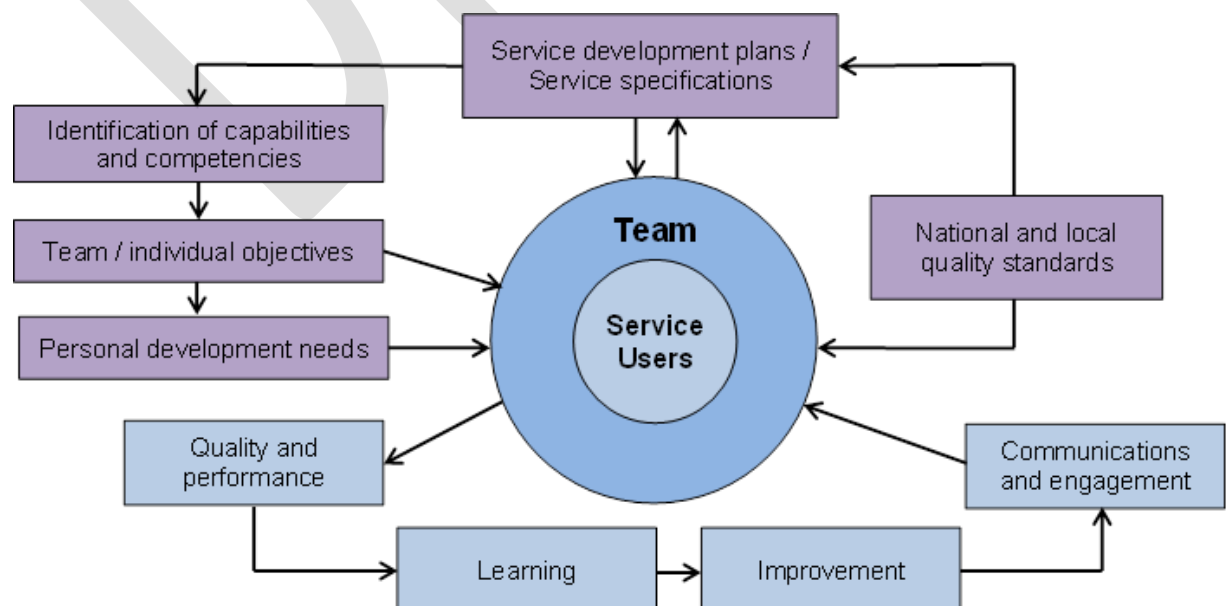 Service development plans /
Service specifications
Identification of capabilities
and competencies
Team / individual objectives
Personal development needs
Team
Service
Users
National and local
quality standards
Quality and
performance
Learning
Improvement
Communications
and engagement